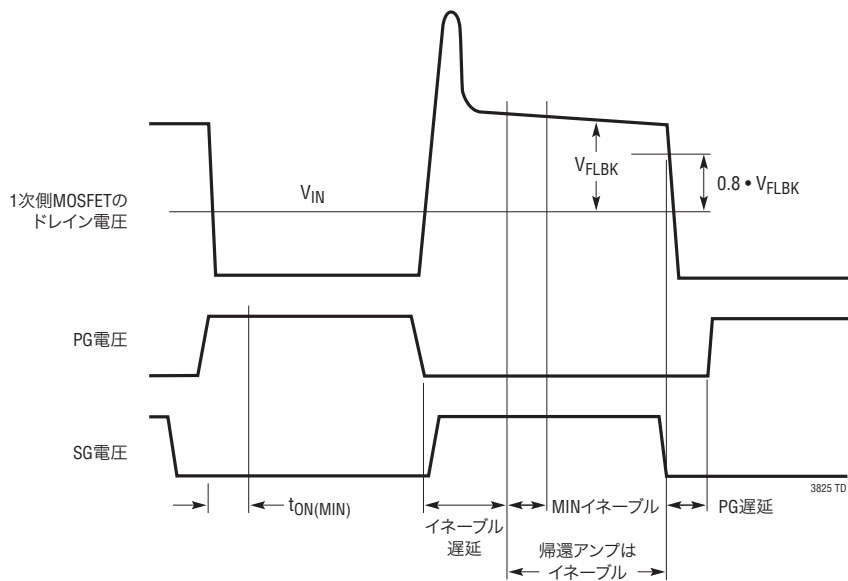 V_IN
V_FLBK
0.8 • V_FLBK
1次側MOSFETの
ドレイン電圧
PG電圧
SG電圧
3825 TD
t_ON(MIN)
イネーブル
遅延
MINイネーブル
PG遅延
帰還アンプは
イネーブル